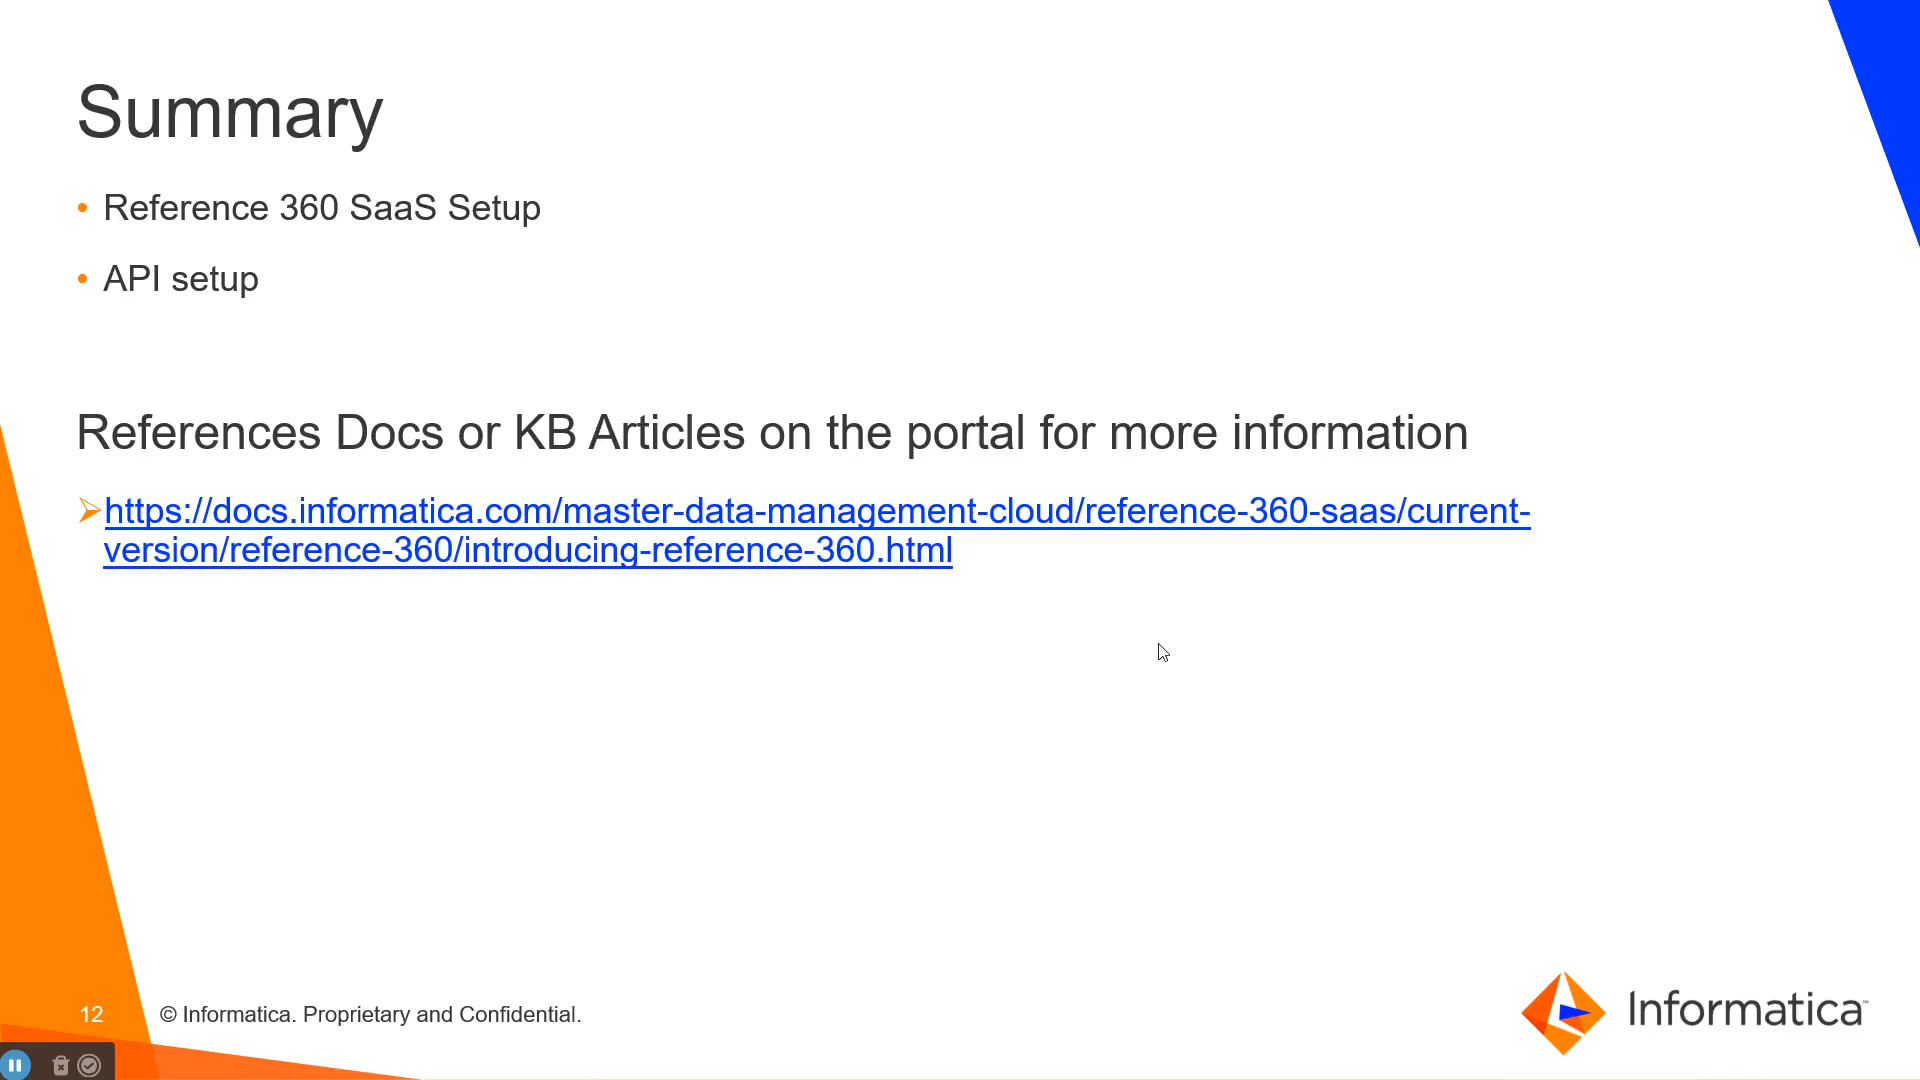 Summary
• Reference 360 SaaS Setup
• API setup
References Docs or KB Articles on the portal for more information
➢https://docs.informatica.com/master-data-management-cloud/reference-360-saas/current-
version/reference-360/introducing-reference-360.html
12 © Informatica. Proprietary and Confidential.
Informatica™